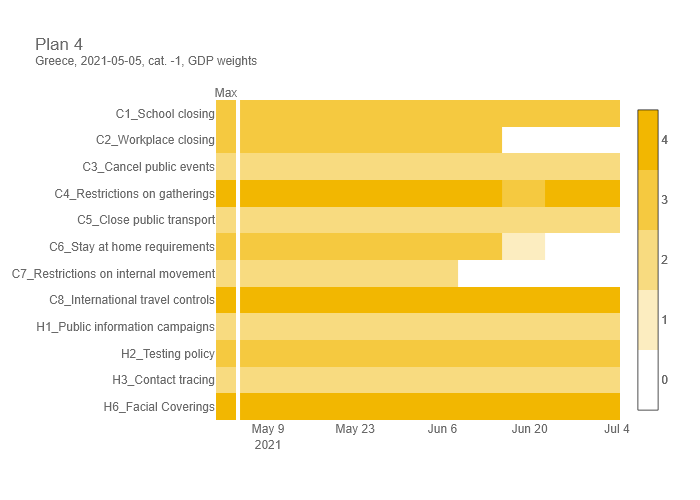 Plan 4
Greece, 2021-05-05, cat. -1, GDP weights
Max
C1_School closing
C2_Workplace closing
C3_Cancel public events
C4_Restrictions on gatherings
C5_Close public transport
C6_Stay at home requirements
C7_Restrictions on internal movement
C8_International travel controls
H1_Public information campaigns
H2_Testing policy
H3_Contact tracing
H6_Facial Coverings
May 9
2021
May 23
Jun 6
Jun 20
Jul 4
4
3
2
1
0